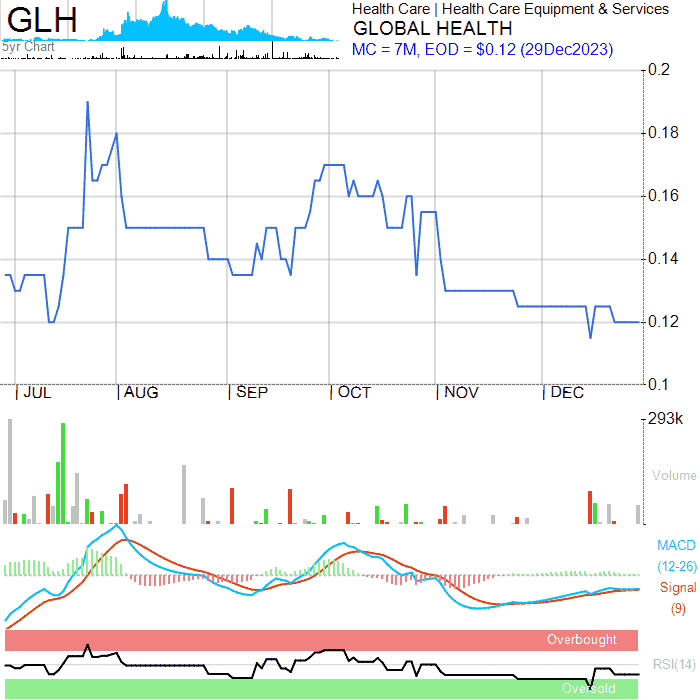 GLH
Health Care | Health Care Equipment & Services
GLOBAL HEALTH
MC = 7M, EOD = $0.12 (29Dec2023)
5yr Chart
0.2
0.18
0.16
0.14
0.12
0.1
JUL
AUG
SEP
OCT
NOV
DEC
293k
Volume
MACD
(12-26)
Signal
(9)
Overbought
RSI(14)
Oversold